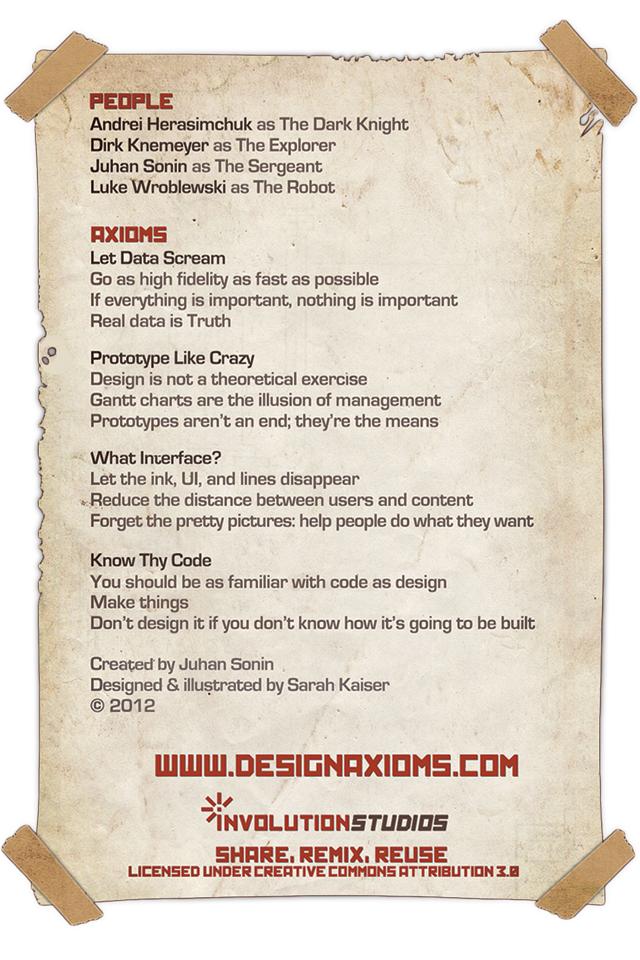 PEOPLE
Andrei Herasimchuk as The Dark Knight
Dirk Knemeyer as The Explorer
Juhan Sonin as The Sergeant
Luke Wroblewski as The Robot
AXIOMS
Let Data Scream
Go as high fidelity as fast as possible
If everything is important, nothing is important
Real data is Truth
Prototype Like Crazy
Design is not a theoretical exercise
Gantt charts are the illusion of management
Prototypes aren't an end; they're the means
What Interface?
Let the ink, UI, and lines disappear
Reduce the distance between users and content
Forget the pretty pictures: help people do what they want
Know Thy Code
You should be as familiar with code as design
Make things
Don't design it if you don't know how it's going to be built
Created by Juhan Sonin
Designed & illustrated by Sarah Kaiser
© 2012
WWW.DESIGNAXIOMS.COM
INVOLUTIONSTUDIOS
SHARE. REMIX. REUSE
LICENSED UNDER CREATIVE COMMONS ATTRIBUTION 3.0